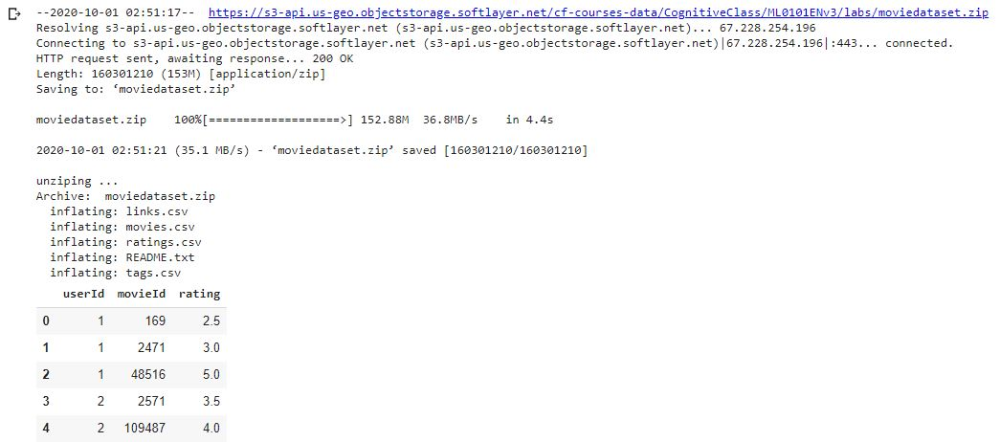 --2020-10-01 02:51:17--  https://s3-api.us-geo.objectstorage.softlayer.net/cf-courses-data/CognitiveClass/ML0101ENv3/labs/moviedataset.zip
Resolving s3-api.us-geo.objectstorage.softlayer.net (s3-api.us-geo.objectstorage.softlayer.net)... 67.228.254.196
Connecting to s3-api.us-geo.objectstorage.softlayer.net (s3-api.us-geo.objectstorage.softlayer.net)|67.228.254.196|:443... connected.
HTTP request sent, awaiting response... 200 OK
Length: 160301210 (153M) [application/zip]
Saving to: ‘moviedataset.zip’
moviedataset.zip    100%[===================>] 152.88M  36.8MB/s    in 4.4s
2020-10-01 02:51:21 (35.1 MB/s) - ‘moviedataset.zip’ saved [160301210/160301210]
unziping ...
Archive:  moviedataset.zip
  inflating: links.csv
  inflating: movies.csv
  inflating: ratings.csv
  inflating: README.txt
  inflating: tags.csv
userId movieId rating
0 1 169 2.5
1 1 2471 3.0
2 1 48516 5.0
3 2 2571 3.5
4 2 109487 4.0